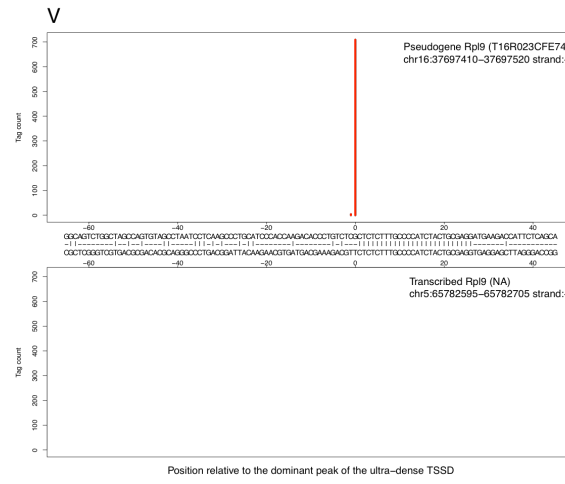 V
Pseudogene Rpl9 (T16R023CFE74
chr16:37697410−37697520 strand:-
Tag count
700
600
500
400
300
200
100
0
−60 −40 −20 0 20 40
GGCAGTCTGGCTAGCCAGTGTAGCCTAATCCTCAAGCCCTGCATCCCACCAAGACACCCTGTCTCGCTCTCTTTGCCCCATCTACTGCGAGGATGAAGACCATTCTCAGCA
CGCTCGGGTCGTGACGCGACACGCAGGGCCCTGACGGATTACAAGAACGTGATGACGAAAGACGTTCTCTCTTTGCCCCATCTACTGCGAGGTGAGGAGCTTAGGGACCGG
−60 −40 −20 0 20 40
Transcribed Rpl9 (NA)
chr5:65782595−65782705 strand:-
Tag count
700
600
500
400
300
200
100
0
Position relative to the dominant peak of the ultra−dense TSSD